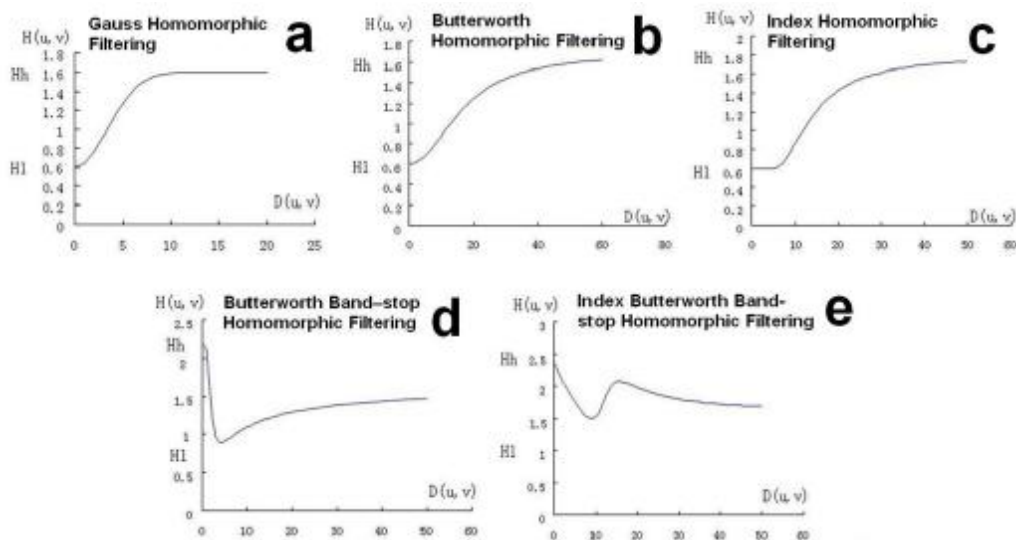 Gauss Homomorphic
Filtering
a
H(u,v)
1.8
Hh
1.6
1.4
1.2
1
0.8
Hl
0.6
0.4
0.2
0
D(u,v)
0 5 10 15 20 25
Butterworth
Homomorphic Filtering
b
H(u,v)
1.8
Hh
1.6
1.4
1.2
1
0.8
Hl
0.6
0.4
0.2
0
D(u,v)
0 20 40 60 80
Index Homomorphic
Filtering
c
H(u,v)
2
Hh
1.8
1.6
1.4
1.2
1
0.8
Hl
0.6
0.4
0.2
0
D(u,v)
0 10 20 30 40 50 60
Butterworth Band-stop
Homomorphic Filtering
d
H(u,v)
2.5
Hh
2
1.5
1
Hl
0.5
0
D(u,v)
0 10 20 30 40 50 60
Index Butterworth Band-
stop Homomorphic Filtering
e
H(u,v)
3
Hh
2.5
2
1.5
Hl
1
0.5
0
D(u,v)
0 10 20 30 40 50 60